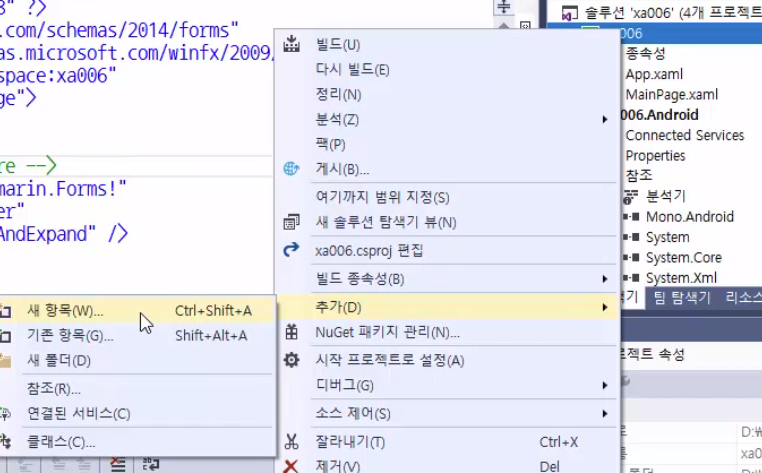 8" ?>
.com/schemas/2014/forms"
as.microsoft.com/winfx/2009/
space:xa006"
ge">
re -->
marin.Forms!"
er"
AndExpand" />
빌드(U)
다시 빌드(E)
정리(N)
분석(Z)
팩(P)
게시(B)...
여기까지 범위 지정(S)
새 솔루션 탐색기 뷰(N)
xa006.csproj 편집
빌드 종속성(B)
추가(D)
NuGet 패키지 관리(N)...
시작 프로젝트로 설정(A)
디버그(G)
소스 제어(S)
잘라내기(T) Ctrl+X
제거(V) Del
새 항목(W)... Ctrl+Shift+A
기존 항목(G)... Shift+Alt+A
새 폴더(D)
참조(R)...
연결된 서비스(C)
클래스(C)...
솔루션 'xa006' (4개 프로젝트
006
종속성
App.xaml
MainPage.xaml
006.Android
Connected Services
Properties
참조
분석기
Mono.Android
System
System.Core
System.Xml
기 팀 탐색기 리소스
로젝트 속성
로 D:₩
xa0
폴더 D:₩